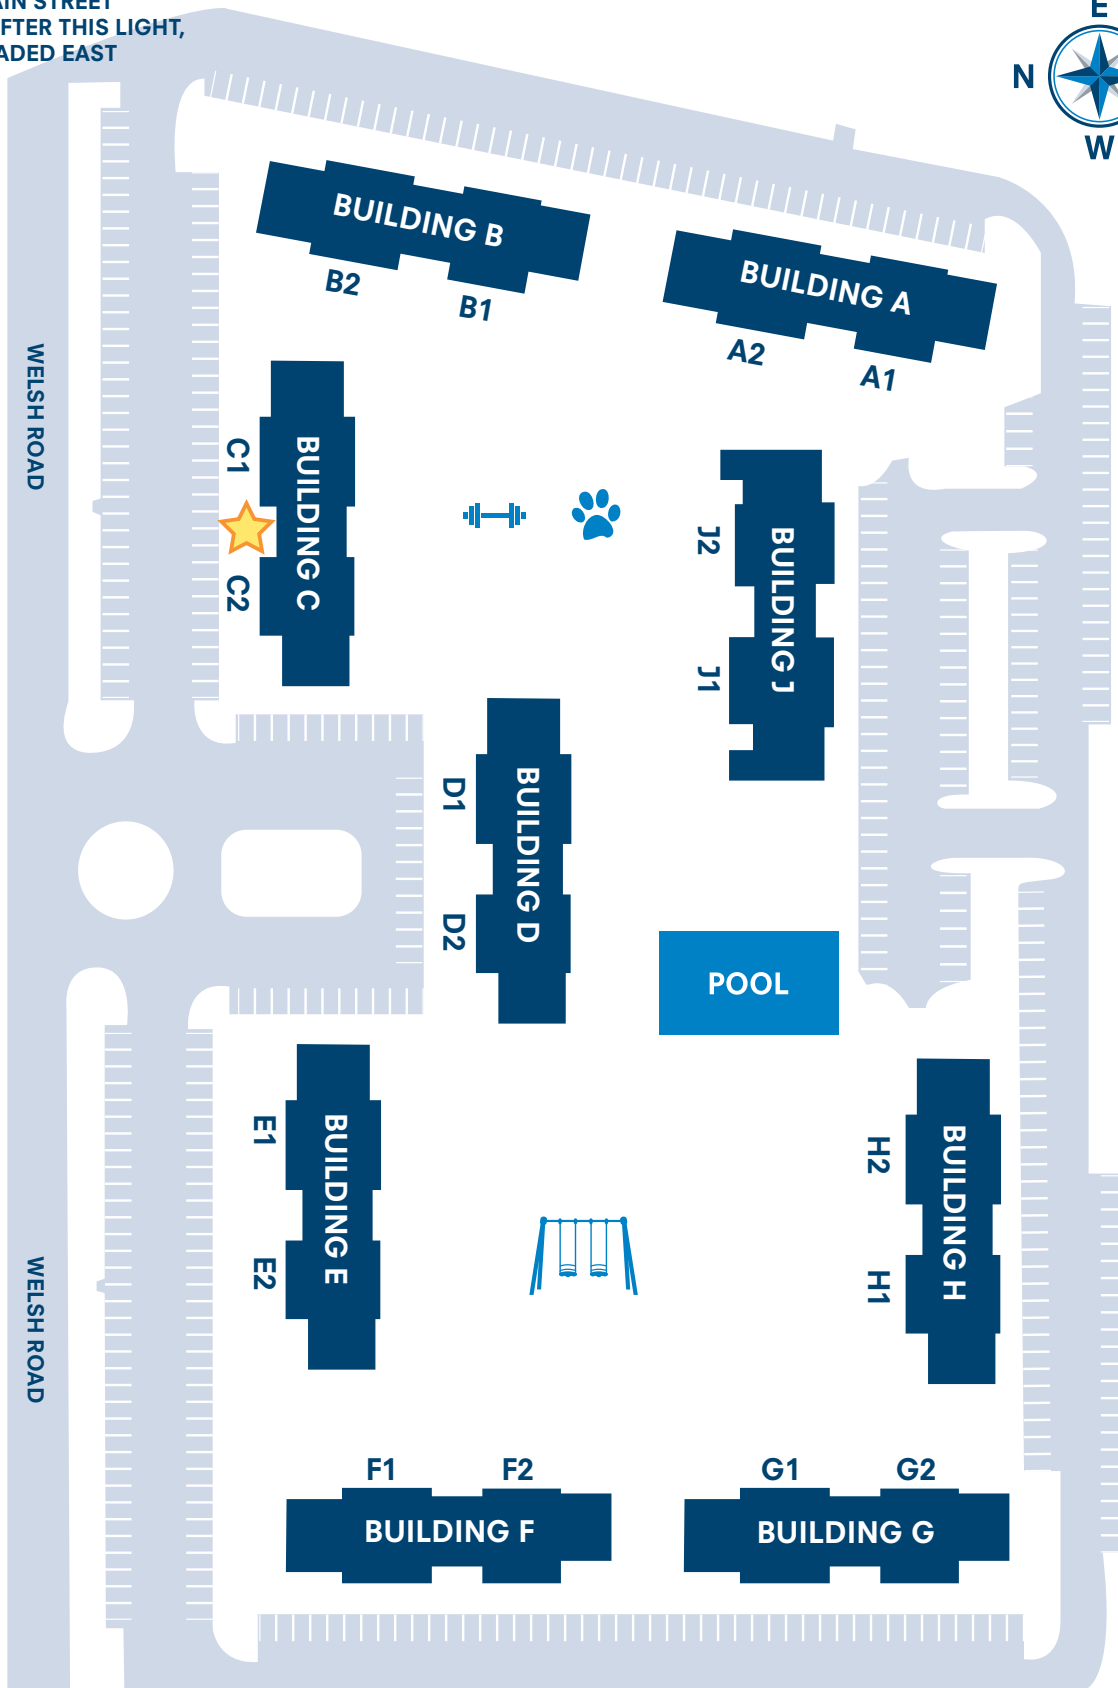 FTER THIS LIGHT,
ADED EAST
E
N
W
BUILDING B
B2
B1
BUILDING A
A2
A1
WELSH ROAD
C1
BUILDING C
C2
J2
BUILDING J
J1
D1
BUILDING D
D2
POOL
E1
BUILDING E
E2
H2
BUILDING H
H1
WELSH ROAD
F1
F2
G1
G2
BUILDING F
BUILDING G